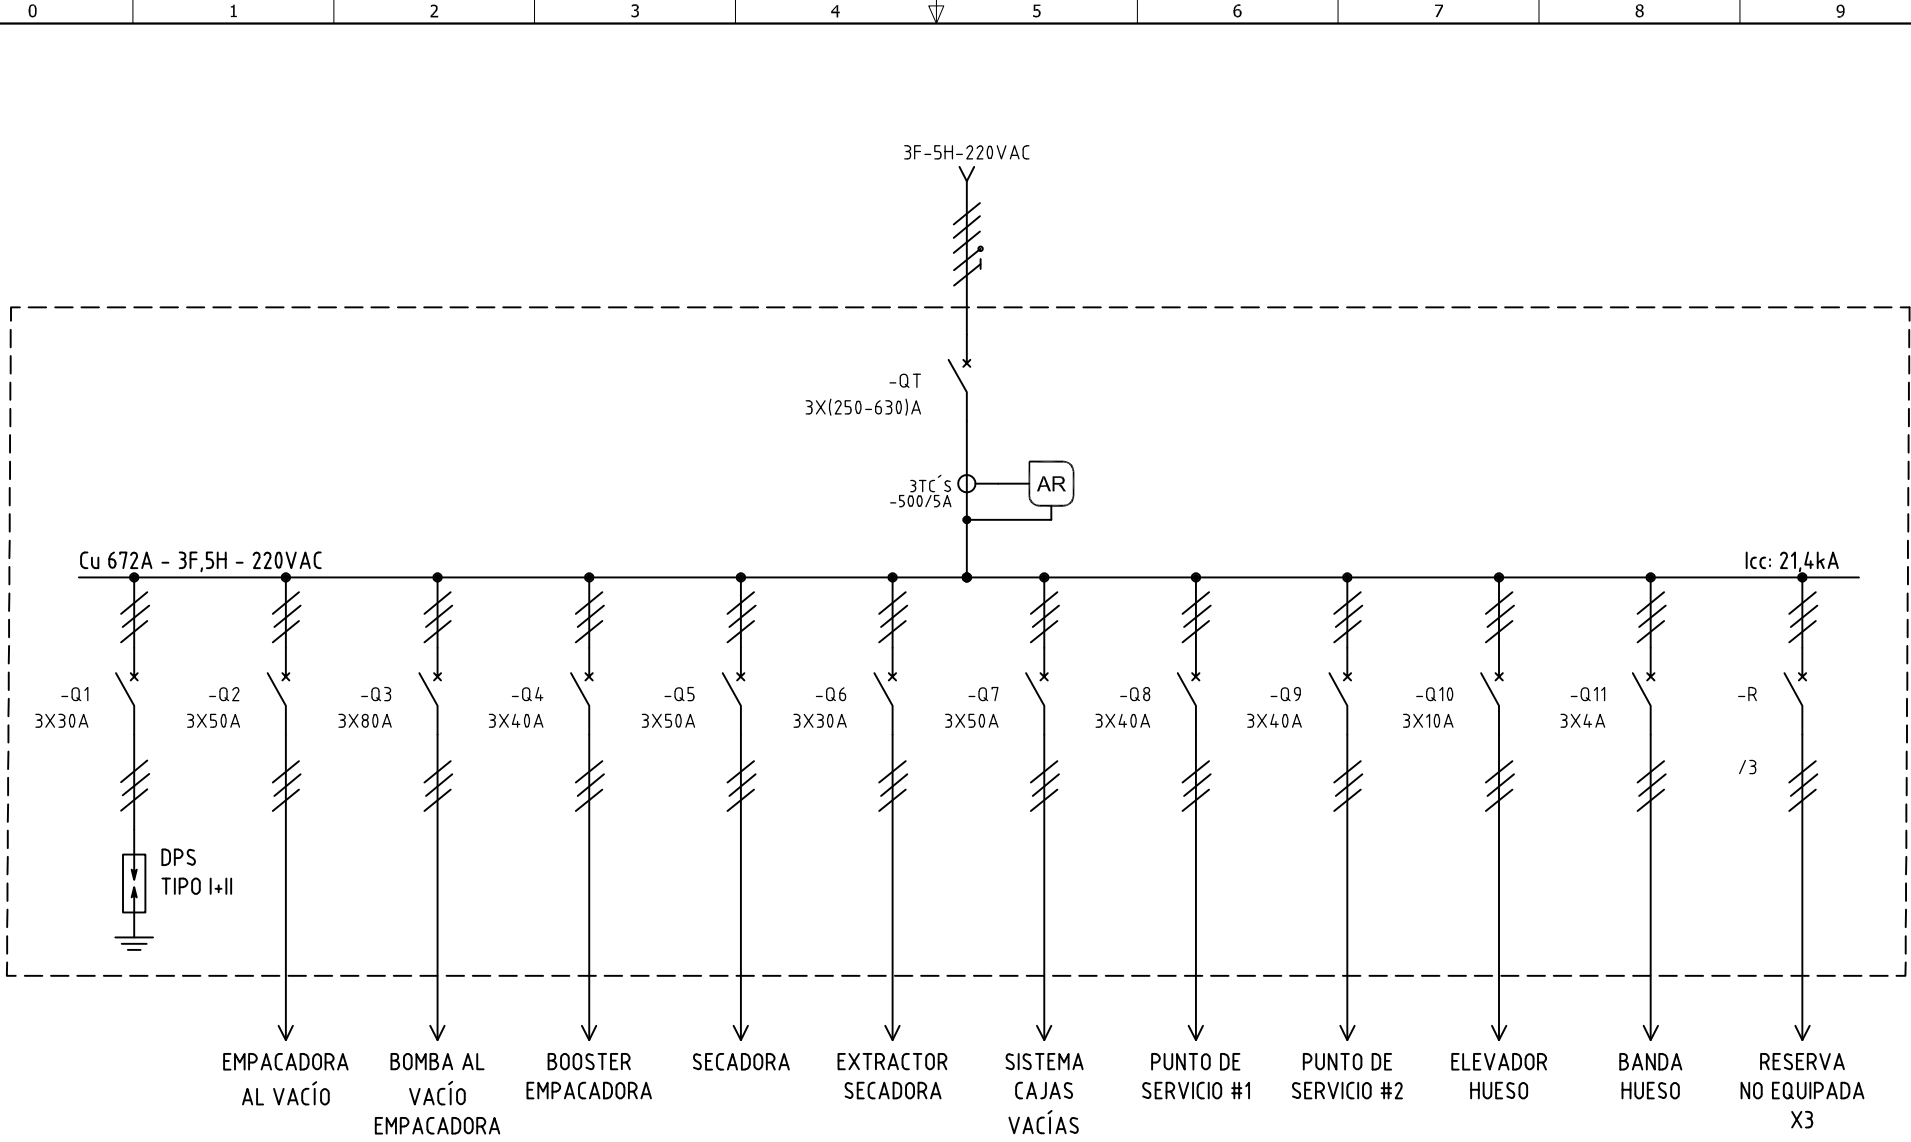 0 1 2 3 4 5 6 7 8 9
3F-5H-220VAC
-QT
3X(250-630)A
3TC´S
-500/5A
AR
Cu 672A - 3F,5H - 220VAC
Icc: 21,4kA
-Q1
3X30A
-Q2
3X50A
-Q3
3X80A
-Q4
3X40A
-Q5
3X50A
-Q6
3X30A
-Q7
3X50A
-Q8
3X40A
-Q9
3X40A
-Q10
3X10A
-Q11
3X4A
-R
/3
DPS
TIPO I+II
EMPACADORA
AL VACÍO
BOMBA AL
VACÍO
EMPACADORA
BOOSTER
EMPACADORA
SECADORA
EXTRACTOR
SECADORA
SISTEMA
CAJAS
VACÍAS
PUNTO DE
SERVICIO #1
PUNTO DE
SERVICIO #2
ELEVADOR
HUESO
BANDA
HUESO
RESERVA
NO EQUIPADA
X3